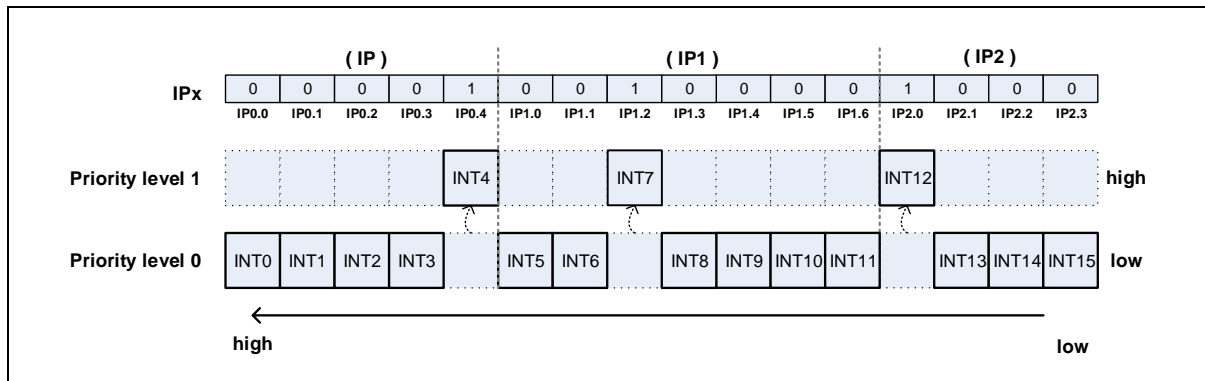 ( IP ) ( IP1 ) ( IP2 )
IPx 0 0 0 0 1 0 0 1 0 0 0 0 1 0 0 0
IP0.0 IP0.1 IP0.2 IP0.3 IP0.4 IP1.0 IP1.1 IP1.2 IP1.3 IP1.4 IP1.5 IP1.6 IP2.0 IP2.1 IP2.2 IP2.3
Priority level 1 INT4 INT7 INT12 high
Priority level 0 INT0 INT1 INT2 INT3 INT5 INT6 INT8 INT9 INT10 INT11 INT13 INT14 INT15 low
high low